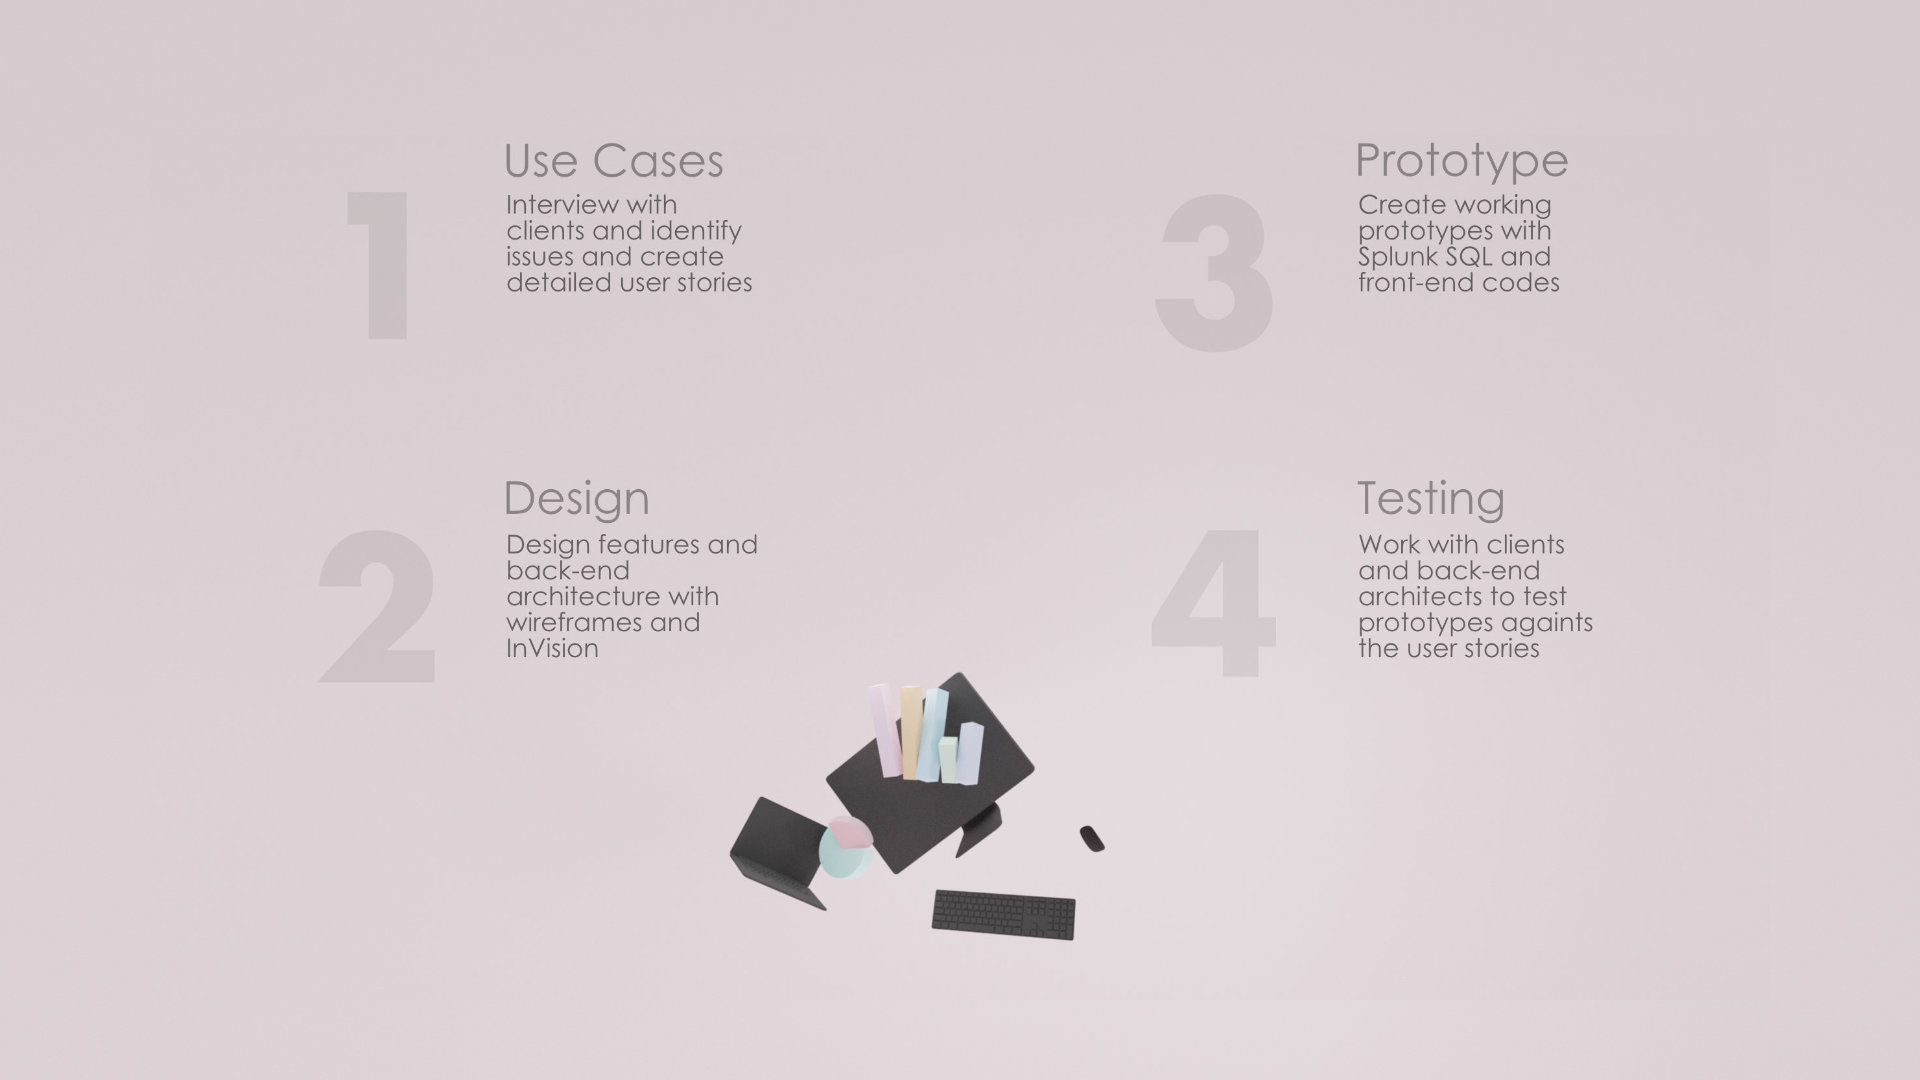 1
Use Cases
Interview with
clients and identify
issues and create
detailed user stories
2
Design
Design features and
back-end
architecture with
wireframes and
InVision
3
Prototype
Create working
prototypes with
Splunk SQL and
front-end codes
4
Testing
Work with clients
and back-end
architects to test
prototypes againts
the user stories